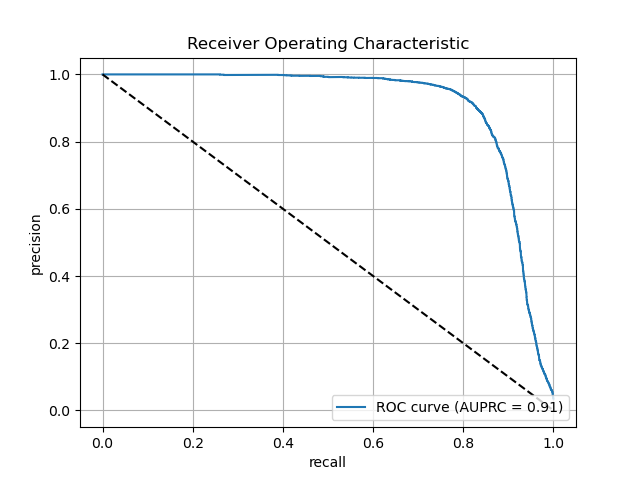 Receiver Operating Characteristic
1.0
0.8
0.6
0.4
0.2
0.0
precision
ROC curve (AUPRC = 0.91)
0.0 0.2 0.4 0.6 0.8 1.0
recall